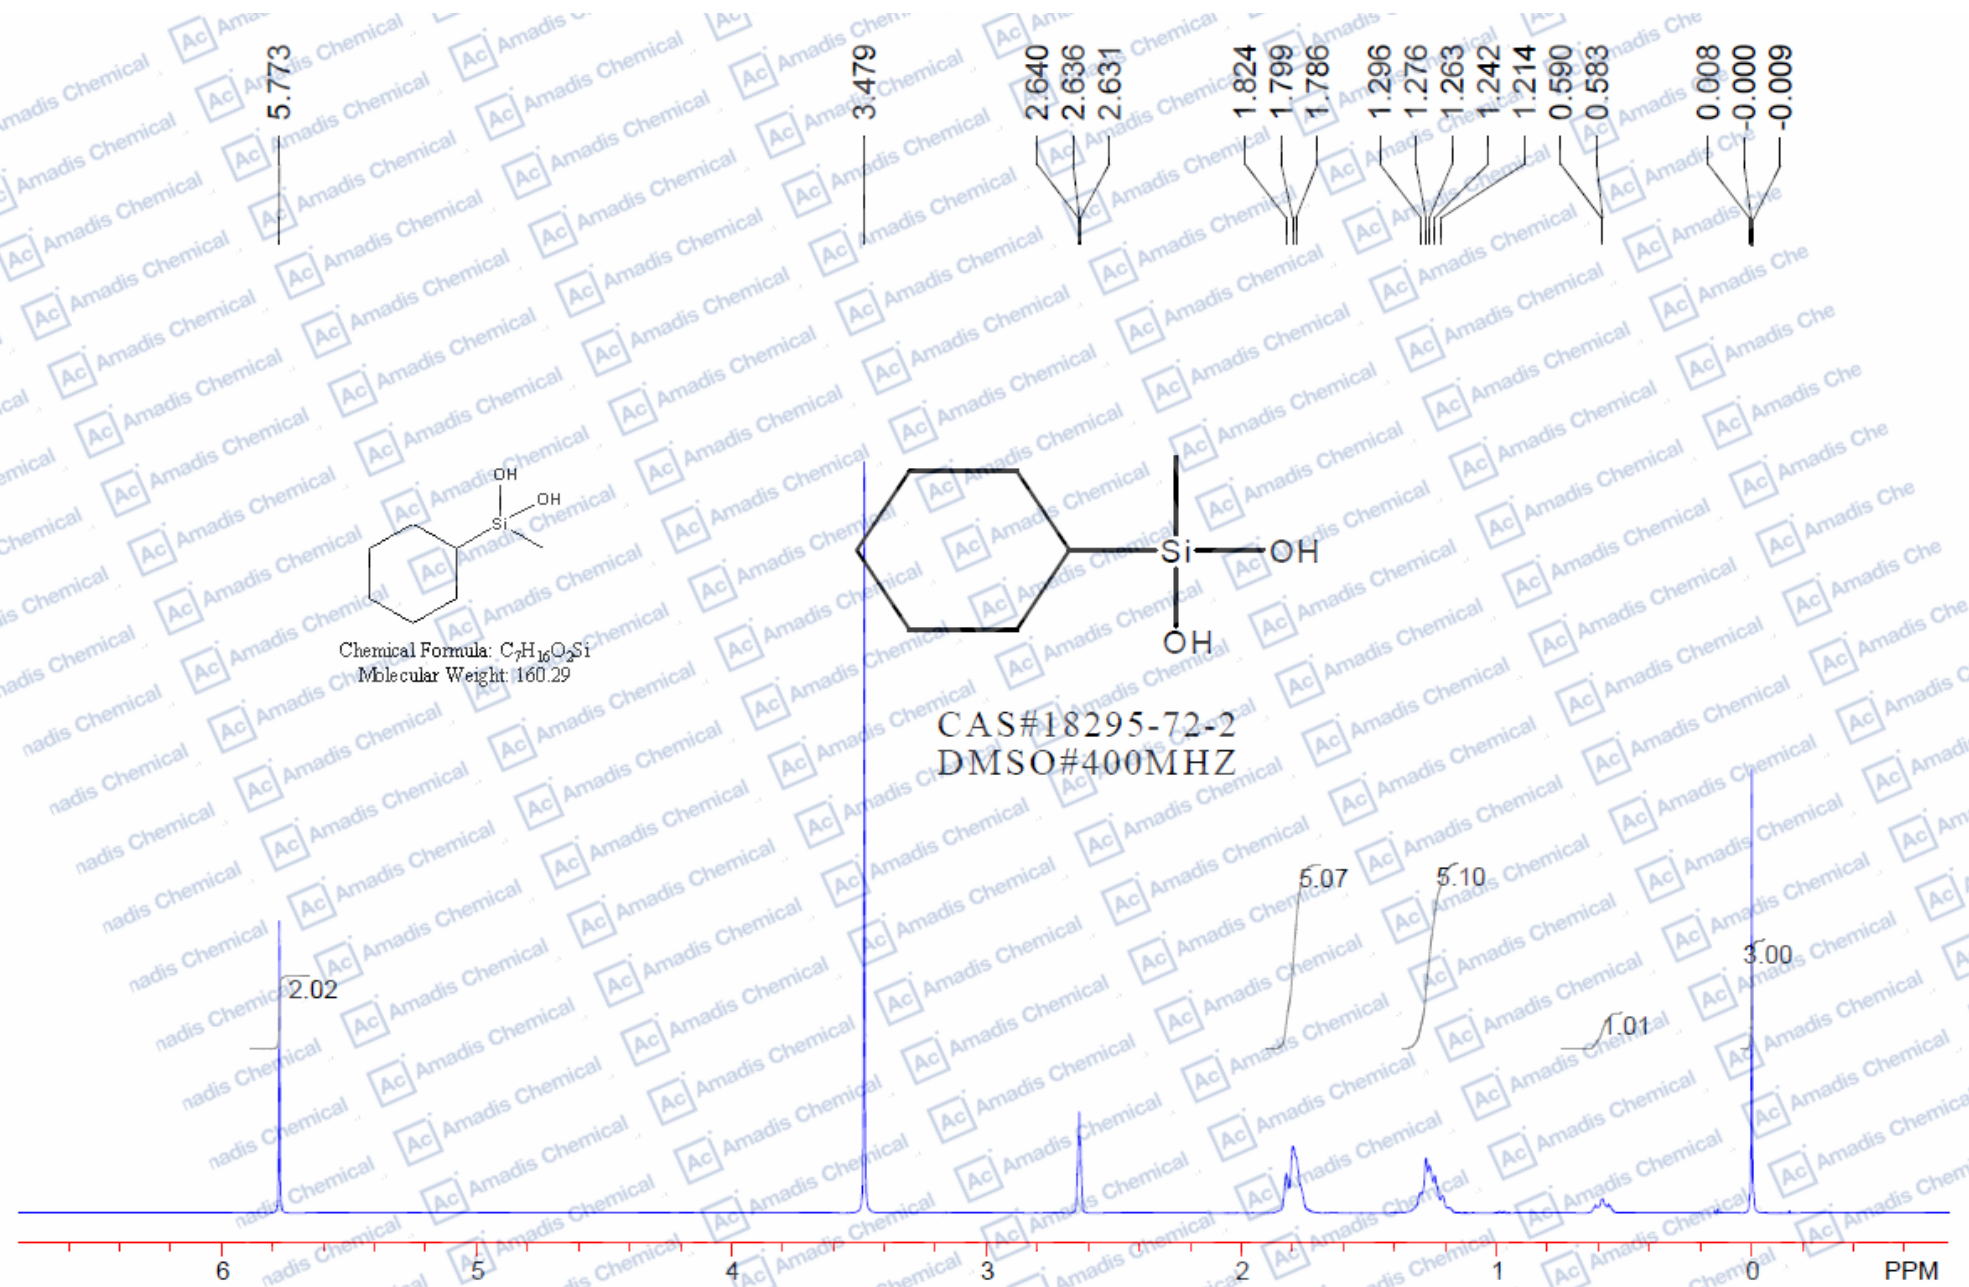 5.773
3.479
2.640
2.636
2.631
1.824
1.799
1.786
1.296
1.276
1.263
1.242
1.214
0.590
0.583
0.008
-0.000
-0.009
OH
OH
Si
Chemical Formula: C7H16O2Si
Molecular Weight: 160.29
Si
OH
OH
CAS#18295-72-2
DMSO#400MHZ
2.02
5.07
5.10
1.01
3.00
6 5 4 3 2 1 0 PPM
Ac Amadis Chemical